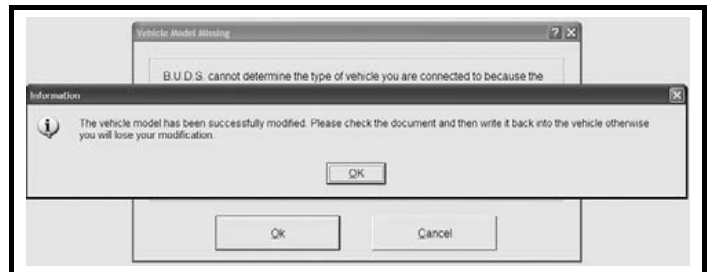 Vehicle Model Missing
B.U.D.S. cannot determine the type of vehicle you are connected to because the
Information
The vehicle model has been successfully modified. Please check the document and then write it back into the vehicle otherwise
you will lose your modification.
OK
Ok
Cancel